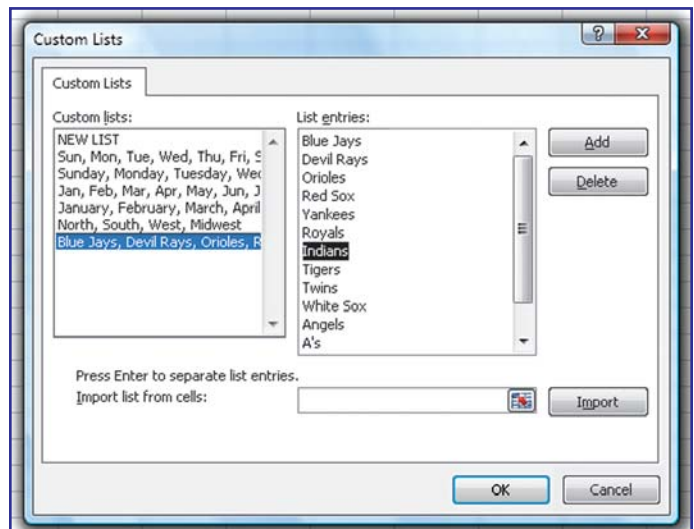 Custom Lists
Custom Lists
Custom lists:
NEW LIST
Sun, Mon, Tue, Wed, Thu, Fri, S
Sunday, Monday, Tuesday, Wed
Jan, Feb, Mar, Apr, May, Jun, J
January, February, March, April
North, South, West, Midwest
Blue Jays, Devil Rays, Orioles, R
List entries:
Blue Jays
Devil Rays
Orioles
Red Sox
Yankees
Royals
Indians
Tigers
Twins
White Sox
Angels
A's
Add
Delete
Press Enter to separate list entries.
Import list from cells:
Import
OK
Cancel